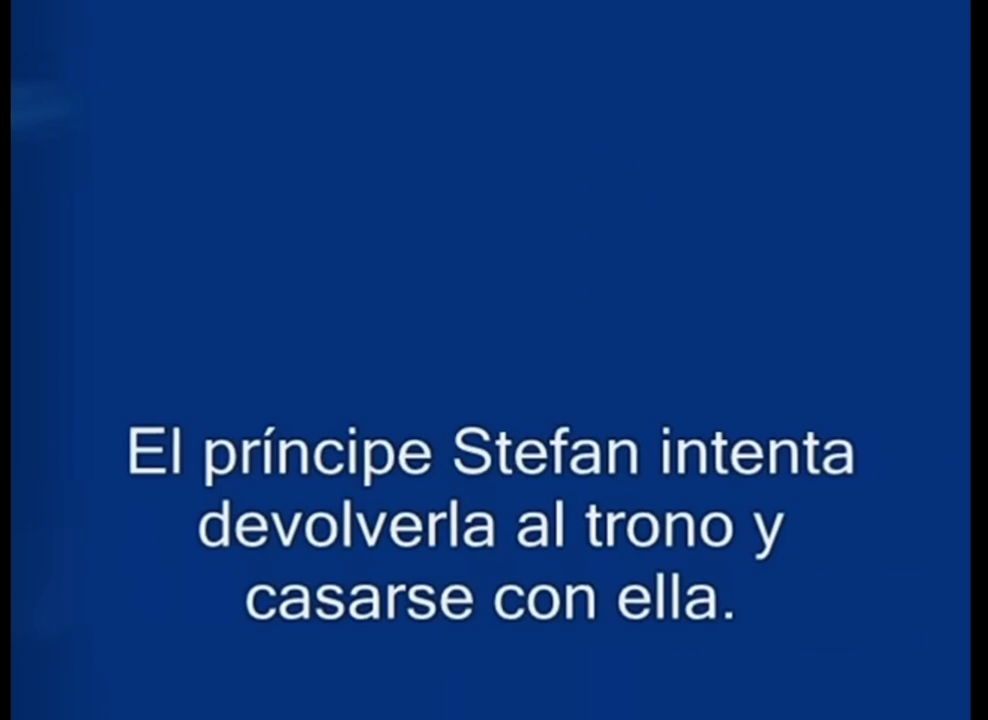 El príncipe Stefan intenta
devolverla al trono y
casarse con ella.